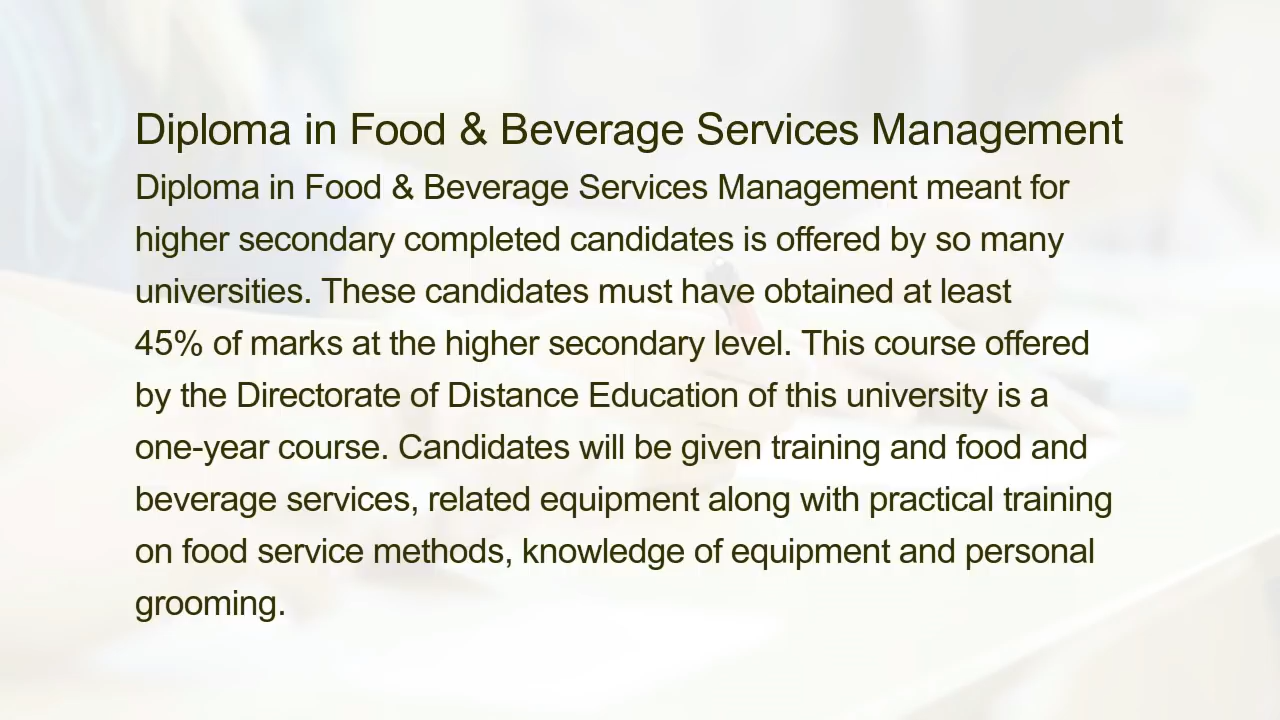 Diploma in Food & Beverage Services Management
Diploma in Food & Beverage Services Management meant for
higher secondary completed candidates is offered by so many
universities. These candidates must have obtained at least
45% of marks at the higher secondary level. This course offered
by the Directorate of Distance Education of this university is a
one-year course. Candidates will be given training and food and
beverage services, related equipment along with practical training
on food service methods, knowledge of equipment and personal
grooming.